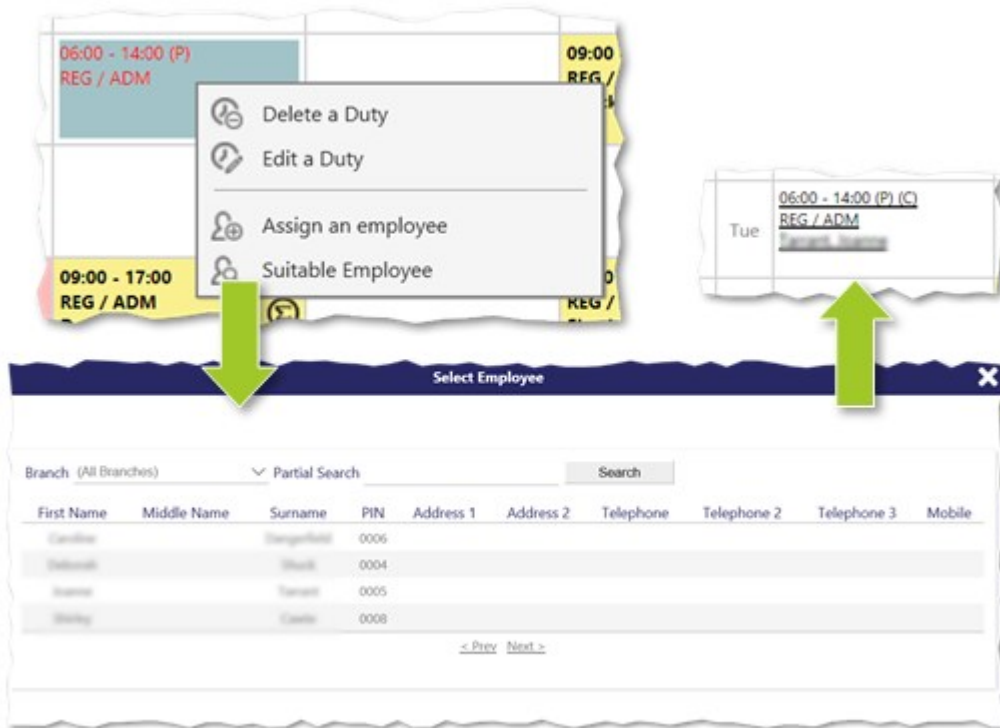 06:00 - 14:00 (P)
REG / ADM
09:00
REG /
Delete a Duty
Edit a Duty
Assign an employee
Suitable Employee
09:00 - 17:00
REG / ADM
REG /
Tue
06:00 - 14:00 (P) (C)
REG / ADM
Select Employee
Branch (All Branches) Partial Search Search
First Name Middle Name Surname PIN Address 1 Address 2 Telephone Telephone 2 Telephone 3 Mobile
0006
0004
0005
0008
< Prev Next >